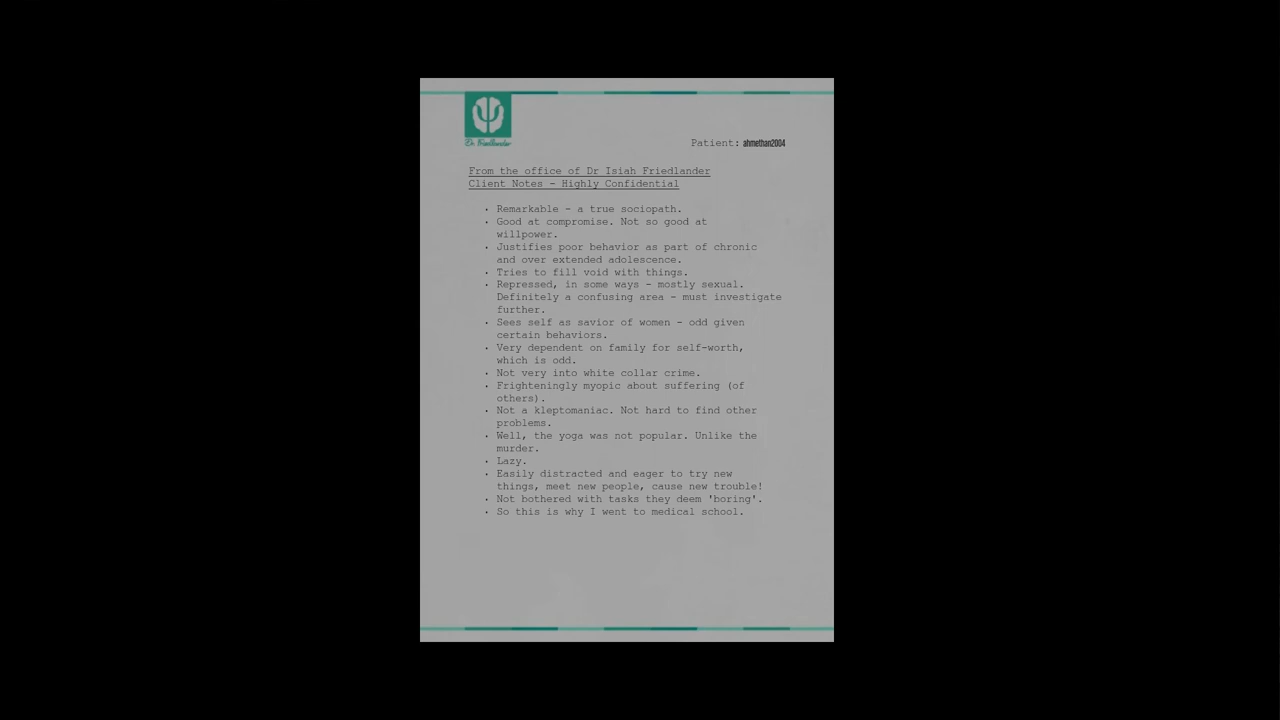 Dr Friedlander
Patient: ahmethan2004
From the office of Dr Isiah Friedlander
Client Notes - Highly Confidential
• Remarkable - a true sociopath.
• Good at compromise. Not so good at
willpower.
• Justifies poor behavior as part of chronic
and over extended adolescence.
• Tries to fill void with things.
• Repressed, in some ways - mostly sexual.
Definitely a confusing area - must investigate
further.
• Sees self as savior of women - odd given
certain behaviors.
• Very dependent on family for self-worth,
which is odd.
• Not very into white collar crime.
• Frighteningly myopic about suffering (of
others).
• Not a kleptomaniac. Not hard to find other
problems.
• Well, the yoga was not popular. Unlike the
murder.
• Lazy.
• Easily distracted and eager to try new
things, meet new people, cause new trouble!
• Not bothered with tasks they deem 'boring'.
• So this is why I went to medical school.